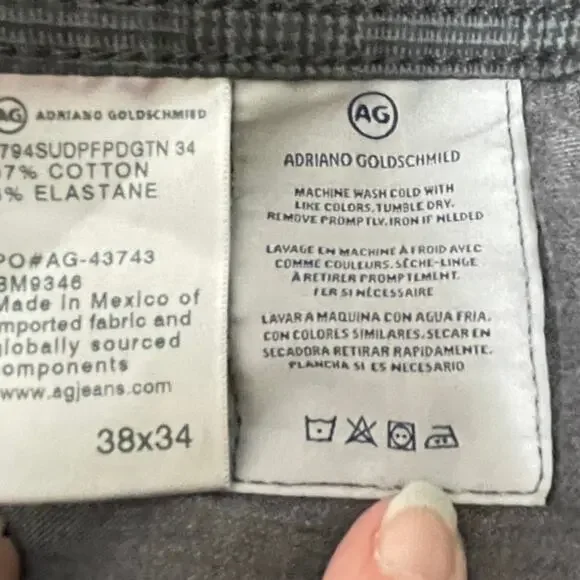 AG ADRIANO GOLDSCHMIED
794SUDPFPDGTN 34
7% COTTON
% ELASTANE
PO#AG-43743
BM9346
Made in Mexico of
mported fabric and
lobally sourced
omponents
www.agjeans.com
38x34
AG
ADRIANO GOLDSCHMIED
MACHINE WASH COLD WITH
LIKE COLORS. TUMBLE DRY.
REMOVE PROMPTLY. IRON IF NEEDED
LAVAGE EN MACHINE À FROID AVEC
COMME COULEURS. SÈCHE-LINGE
À RETIRER PROMPTEMENT.
FER SI NÉCESSAIRE
LAVAR A MAQUINA CON AGUA FRIA.
CON COLORES SIMILARES. SECAR EN
SECADORA RETIRAR RAPIDAMENTE.
PLANCHA SI ES NECESARIO